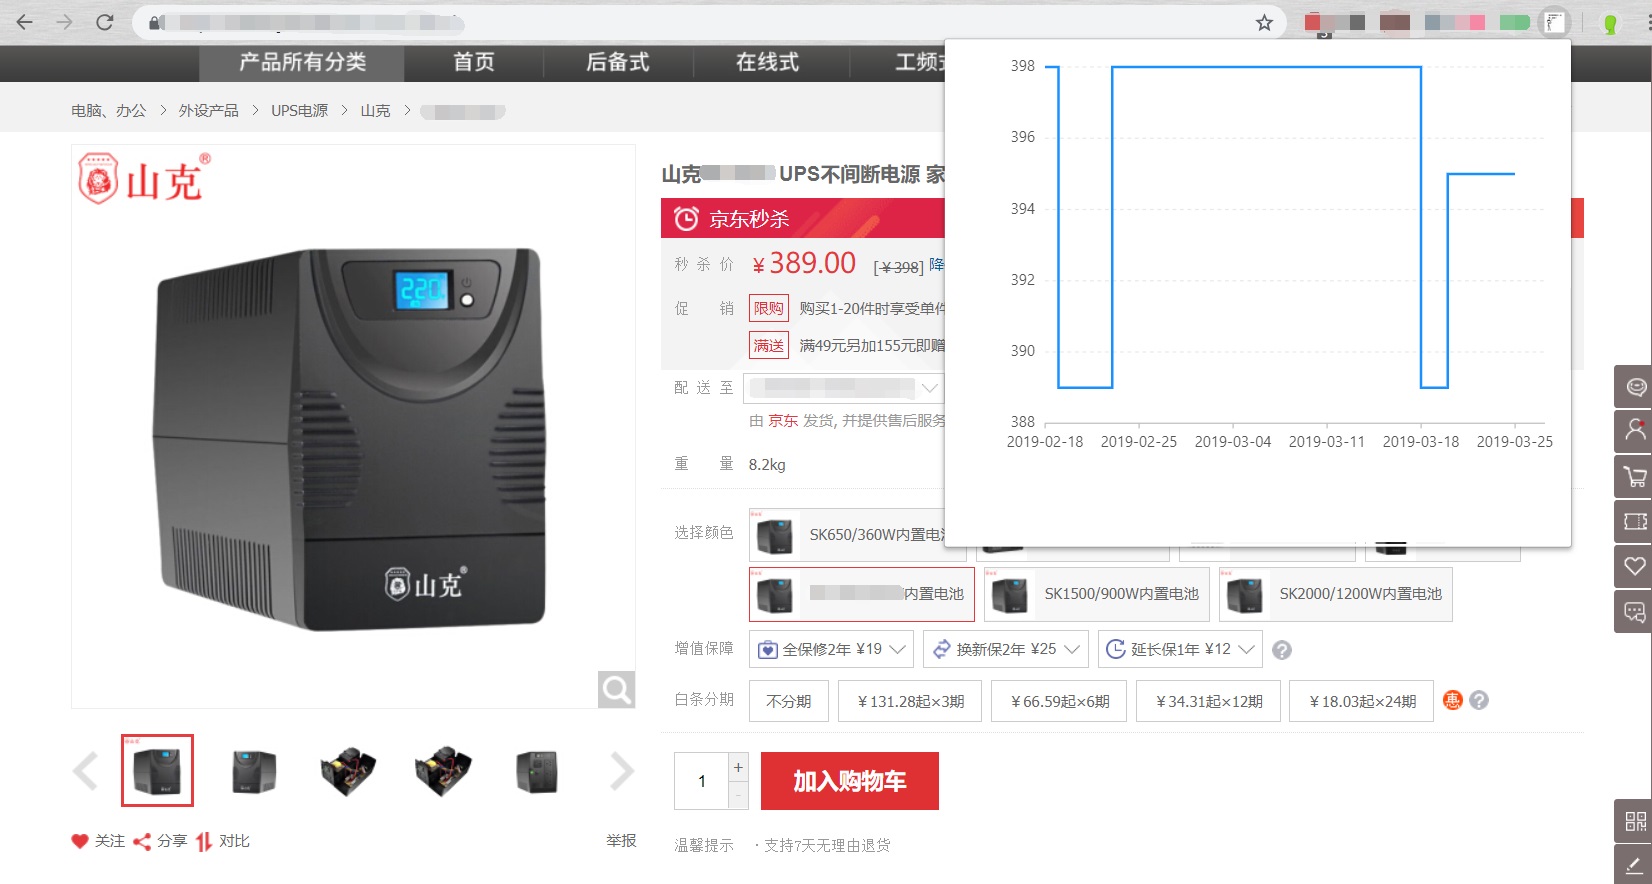 产品所有分类 首页 后备式 在线式 工频式
电脑、办公 > 外设产品 > UPS电源 > 山克 >
山克®
220
山克®
山克 UPS不间断电源 家
京东秒杀
秒杀价 ¥389.00 [¥398] 降
促销 限购 购买1-20件时享受单件
满送 满49元另加155元即赠
配送至
由 京东 发货, 并提供售后服务
重量 8.2kg
398
396
394
392
390
388
2019-02-18 2019-02-25 2019-03-04 2019-03-11 2019-03-18 2019-03-25
选择颜色 SK650/360W内置电池
内置电池 SK1500/900W内置电池 SK2000/1200W内置电池
增值保障 全保修2年 ¥19 换新保2年 ¥25 延长保1年 ¥12 ?
白条分期 不分期 ¥131.28起×3期 ¥66.59起×6期 ¥34.31起×12期 ¥18.03起×24期 惠 ?
1 + - 加入购物车
关注 分享 对比 举报
温馨提示 ·支持7天无理由退货